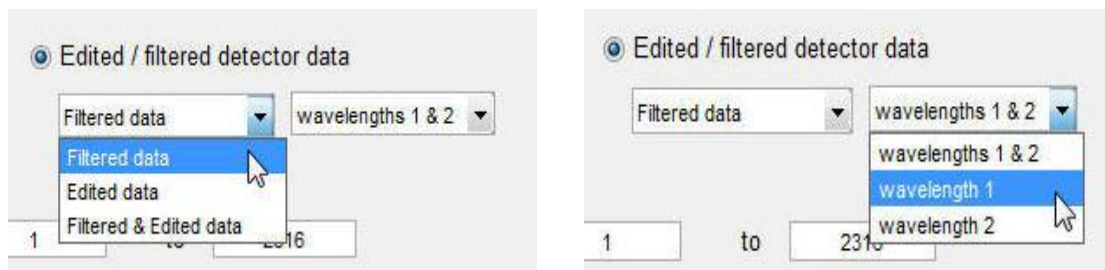 Edited / filtered detector data
Filtered data wavelengths 1 & 2
Filtered data
Edited data
Filtered & Edited data
1
Edited / filtered detector data
Filtered data wavelengths 1 & 2
wavelengths 1 & 2
wavelength 1
wavelength 2
1 to